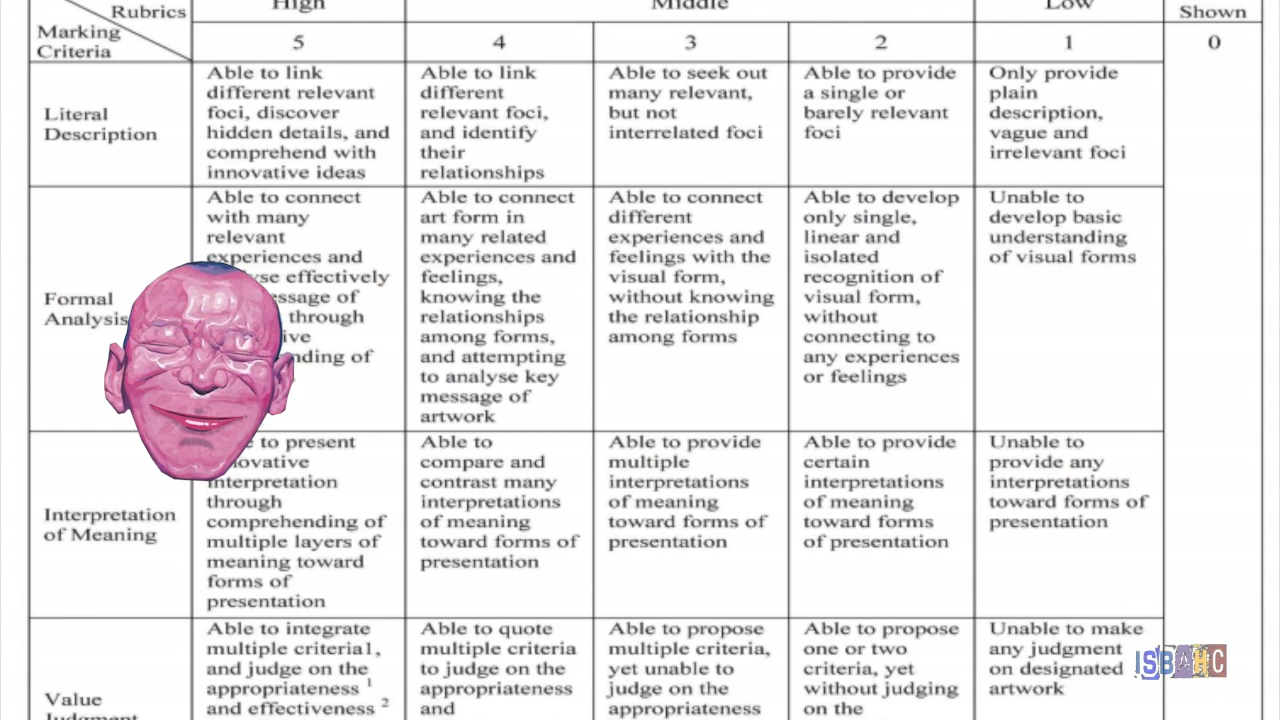 Rubrics
High
Middle
Low
Shown
Marking
Criteria
5
4
3
2
1
0
Literal
Description
Able to link
different relevant
foci, discover
hidden details, and
comprehend with
innovative ideas
Able to link
different
relevant foci,
and identify
their
relationships
Able to seek out
many relevant,
but not
interrelated foci
Able to provide
a single or
barely relevant
foci
Only provide
plain
description,
vague and
irrelevant foci
Formal
Analysis
Able to connect
with many
relevant
experiences and
effectively
of
through
of
Able to connect
art form in
many related
experiences and
feelings,
knowing the
relationships
among forms,
and attempting
to analyse key
message of
artwork
Able to connect
different
experiences and
feelings with the
visual form,
without knowing
the relationship
among forms
Able to develop
only single,
linear and
isolated
recognition of
visual form,
without
connecting to
any experiences
or feelings
Unable to
develop basic
understanding
of visual forms
Interpretation
of Meaning
to present
interpretation
through
comprehending of
multiple layers of
meaning toward
forms of
presentation
Able to
compare and
contrast many
interpretations
of meaning
toward forms of
presentation
Able to provide
multiple
interpretations
of meaning
toward forms of
presentation
Able to provide
certain
interpretations
of meaning
toward forms
of presentation
Unable to
provide any
interpretations
toward forms of
presentation
Value
Judgment
Able to integrate
multiple criteria1,
and judge on the
appropriateness 1
and effectiveness 2
Able to quote
multiple criteria
to judge on the
appropriateness
and
Able to propose
multiple criteria,
yet unable to
judge on the
appropriateness
Able to propose
one or two
criteria, yet
without judging
on the
Unable to make
any judgment
on designated
artwork
ISBAHC